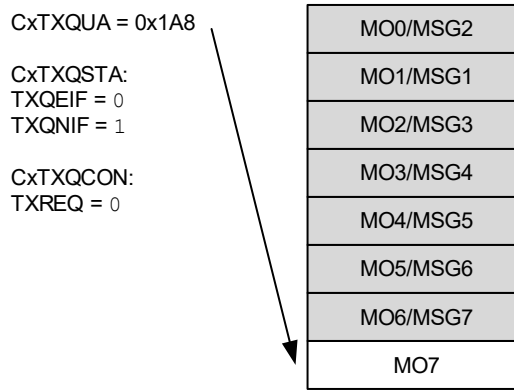 CxTXQUA = 0x1A8
CxTXQSTA:
TXQEIF = 0
TXQNIF = 1
CxTXQCON:
TXREQ = 0
MO0/MSG2
MO1/MSG1
MO2/MSG3
MO3/MSG4
MO4/MSG5
MO5/MSG6
MO6/MSG7
MO7